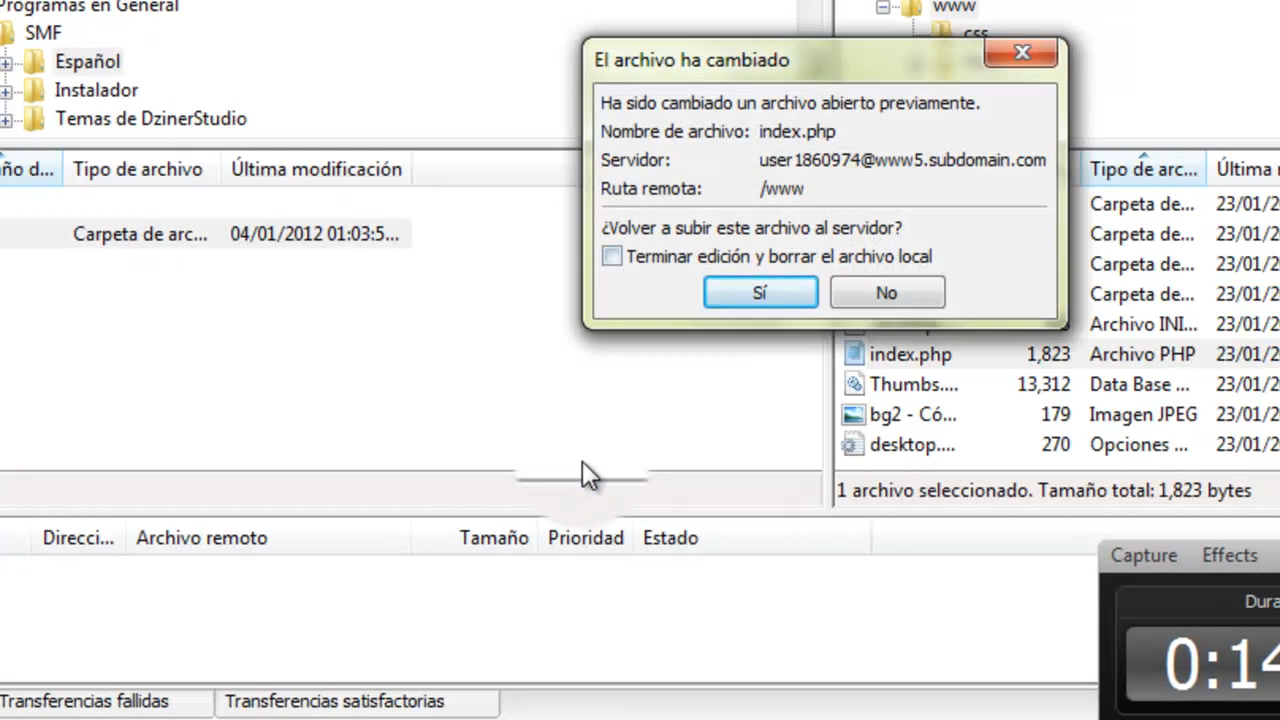 Programas en General
SMF
Español
Instalador
Temas de DzinerStudio
www
css
El archivo ha cambiado
Ha sido cambiado un archivo abierto previamente.
Nombre de archivo: index.php
Servidor: user1860974@www5.subdomain.com
Ruta remota: /www
¿Volver a subir este archivo al servidor?
Terminar edición y borrar el archivo local
Sí No
ño d... Tipo de archivo Última modificación
Carpeta de arc... 04/01/2012 01:03:5...
Tipo de arc... Última
Carpeta de... 23/01/2
Carpeta de... 23/01/2
Carpeta de... 23/01/2
Carpeta de... 23/01/2
Archivo INI... 23/01/2
index.php 1,823 Archivo PHP 23/01/2
Thumbs.... 13,312 Data Base ... 23/01/2
bg2 - Có... 179 Imagen JPEG 23/01/2
desktop.... 270 Opciones ... 23/01/2
1 archivo seleccionado. Tamaño total: 1,823 bytes
Direcci... Archivo remoto Tamaño Prioridad Estado
Capture Effects
Dura
0:14
Transferencias fallidas Transferencias satisfactorias